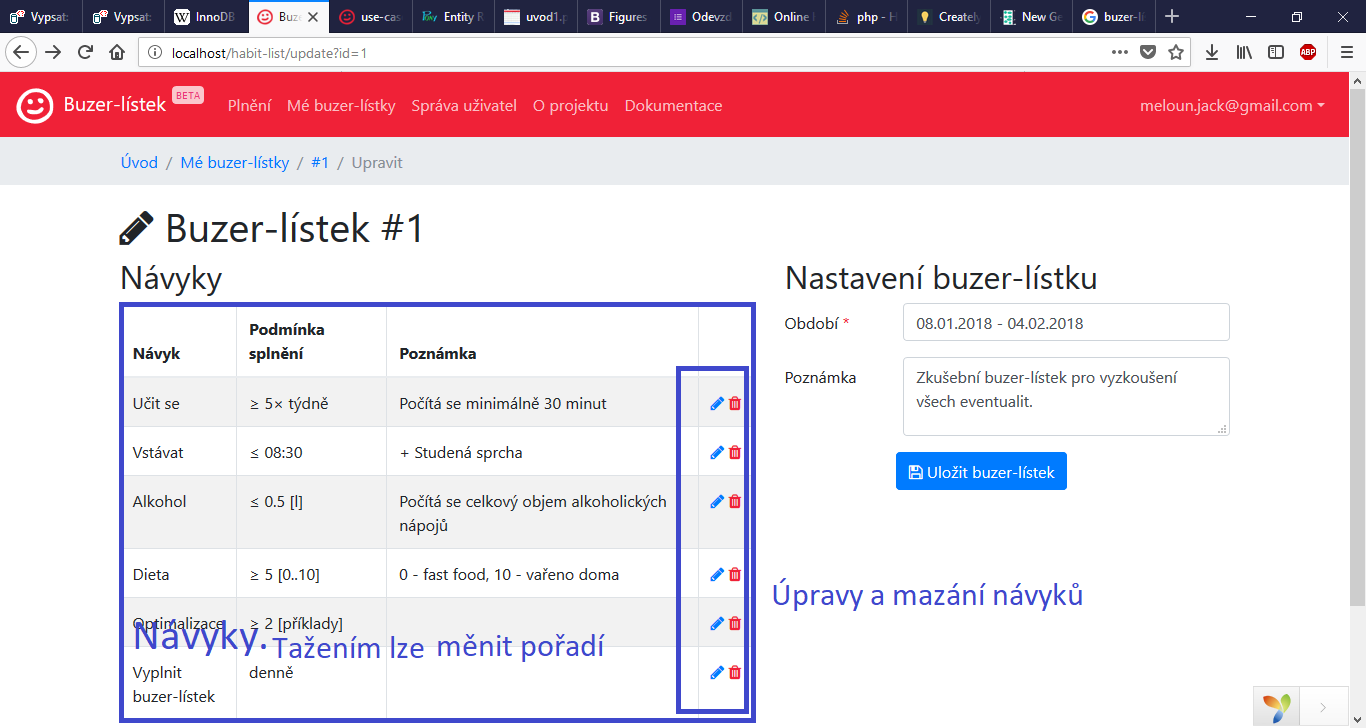 Vypsat
Vypsat
InnoDB
Buze
use-cas
Entity R
uvod1.p
Figures
Odevzd
Online
php - H
Creately
New Ge
buzer-lí
localhost/habit-list/update?id=1
ABP
Buzer-lístek BETA Plnění Mé buzer-lístky Správa uživatel O projektu Dokumentace meloun.jack@gmail.com
Úvod / Mé buzer-lístky / #1 / Upravit
Buzer-lístek #1
Návyky
Návyk Podmínka splnění Poznámka
Učit se ≥ 5× týdně Počítá se minimálně 30 minut
Vstávat ≤ 08:30 + Studená sprcha
Alkohol ≤ 0.5 [l] Počítá se celkový objem alkoholických
nápojů
Dieta ≥ 5 [0..10] 0 - fast food, 10 - vařeno doma
Optimalizace ≥ 2 [příklady]
Vyplnit denně
buzer-lístek
Návyky. Tažením lze měnit pořadí
Nastavení buzer-lístku
Období * 08.01.2018 - 04.02.2018
Poznámka Zkušební buzer-lístek pro vyzkoušení
všech eventualit.
Uložit buzer-lístek
Úpravy a mazání návyků